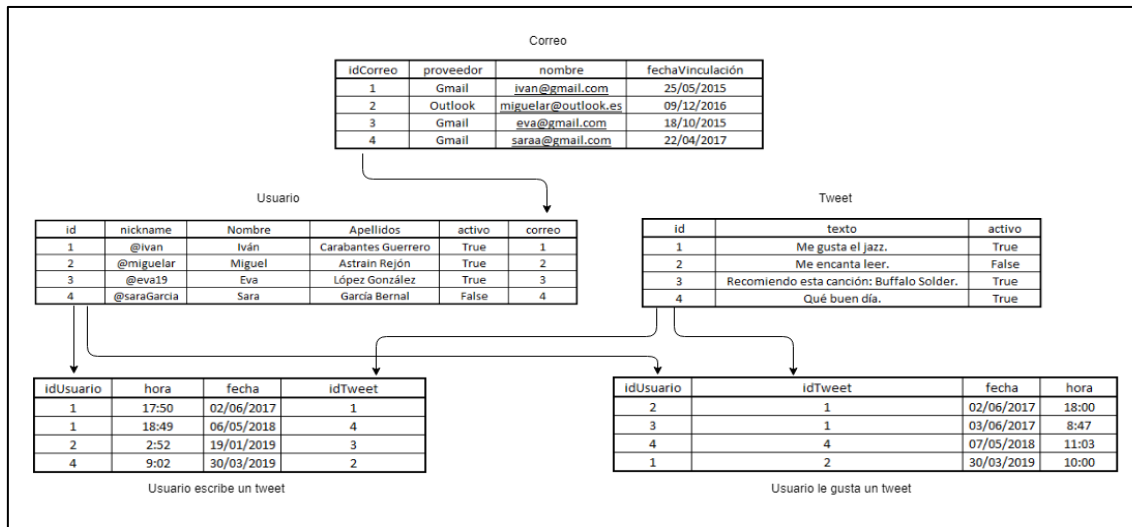 Correo
idCorreo proveedor nombre fechaVinculación
1 Gmail ivan@gmail.com 25/05/2015
2 Outlook miguelar@outlook.es 09/12/2016
3 Gmail eva@gmail.com 18/10/2015
4 Gmail saraa@gmail.com 22/04/2017
Usuario
id nickname Nombre Apellidos activo correo
1 @ivan Iván Carabantes Guerrero True 1
2 @miguelar Miguel Astrain Rejón True 2
3 @eva19 Eva López González True 3
4 @saraGarcia Sara García Bernal False 4
Tweet
id texto activo
1 Me gusta el jazz. True
2 Me encanta leer. False
3 Recomiendo esta canción: Buffalo Solder. True
4 Qué buen día. True
idUsuario hora fecha idTweet
1 17:50 02/06/2017 1
1 18:49 06/05/2018 4
2 2:52 19/01/2019 3
4 9:02 30/03/2019 2
Usuario escribe un tweet
idUsuario idTweet fecha hora
2 1 02/06/2017 18:00
3 1 03/06/2017 8:47
4 4 07/05/2018 11:03
1 2 30/03/2019 10:00
Usuario le gusta un tweet